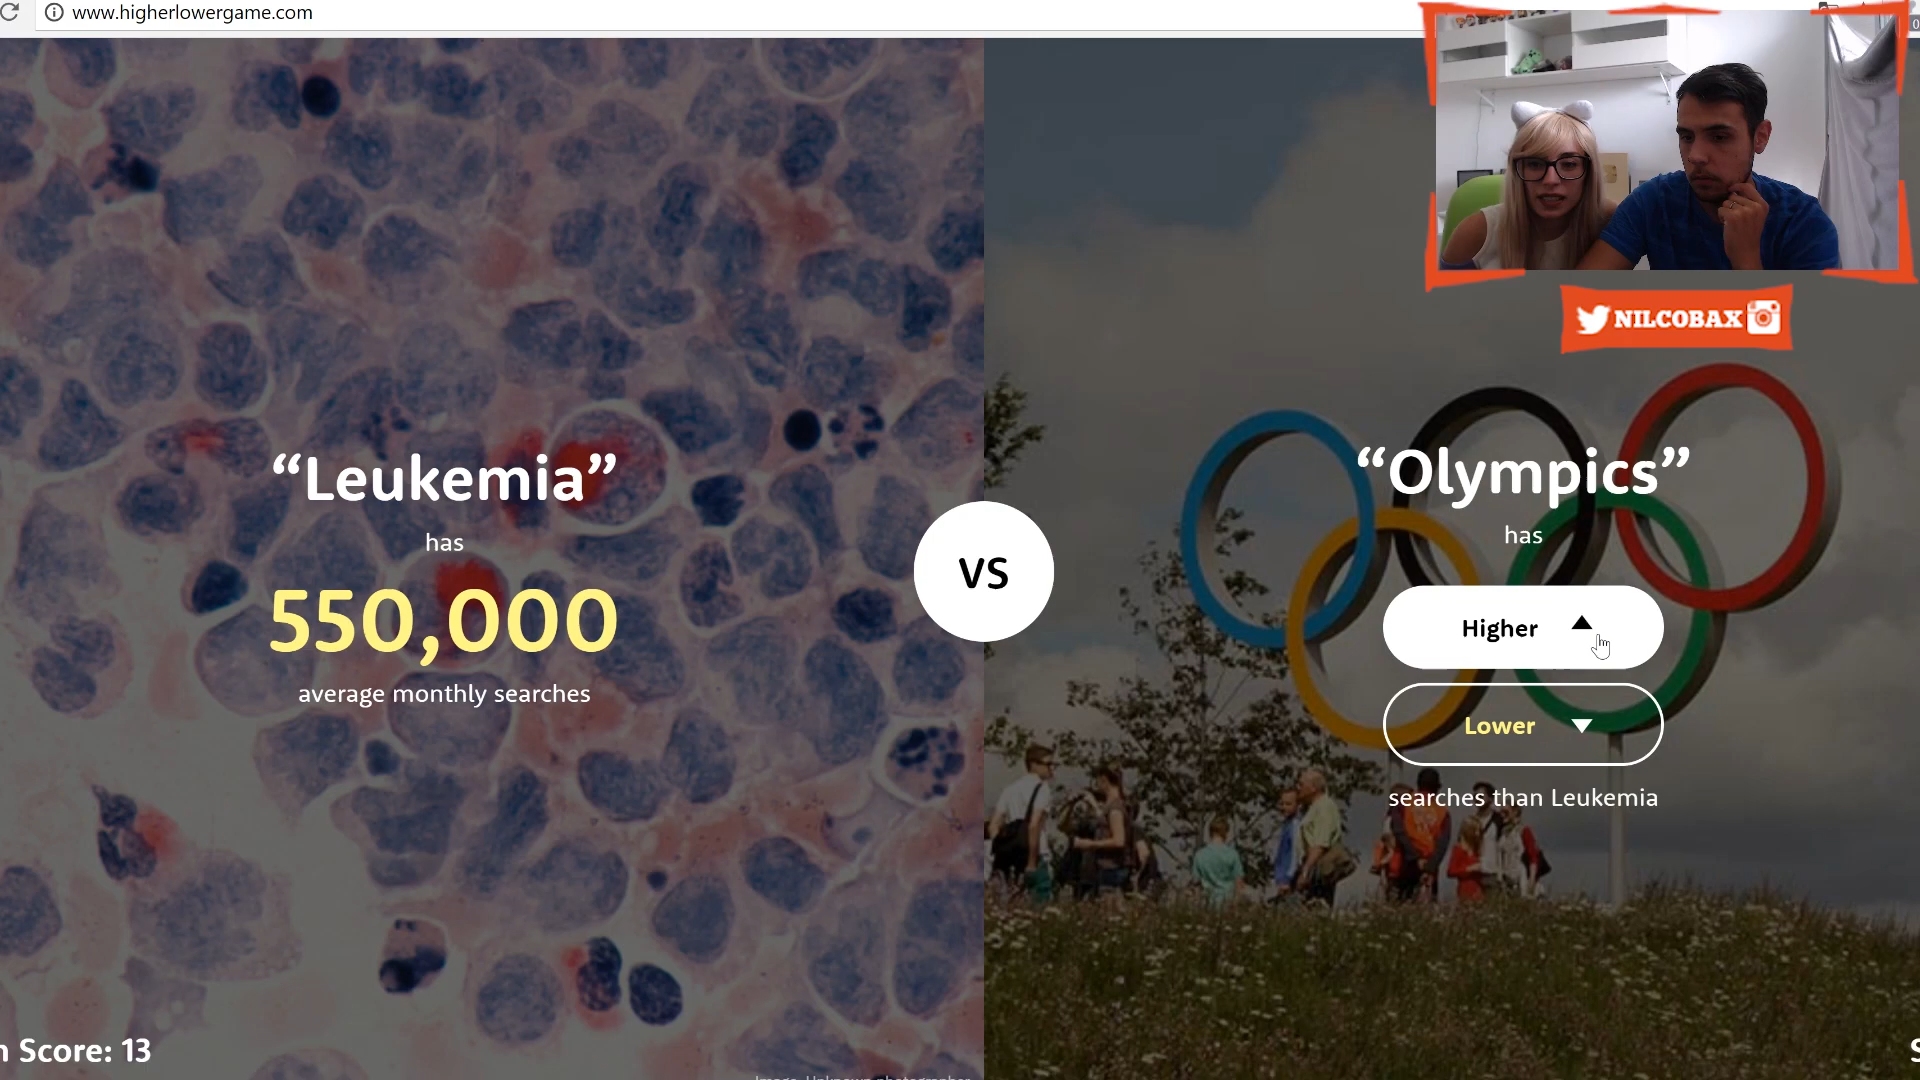 www.higherlowergame.com
NILCOBAX
“Leukemia”
has
550,000
average monthly searches
VS
“Olympics”
has
Higher
Lower
searches than Leukemia
Score: 13